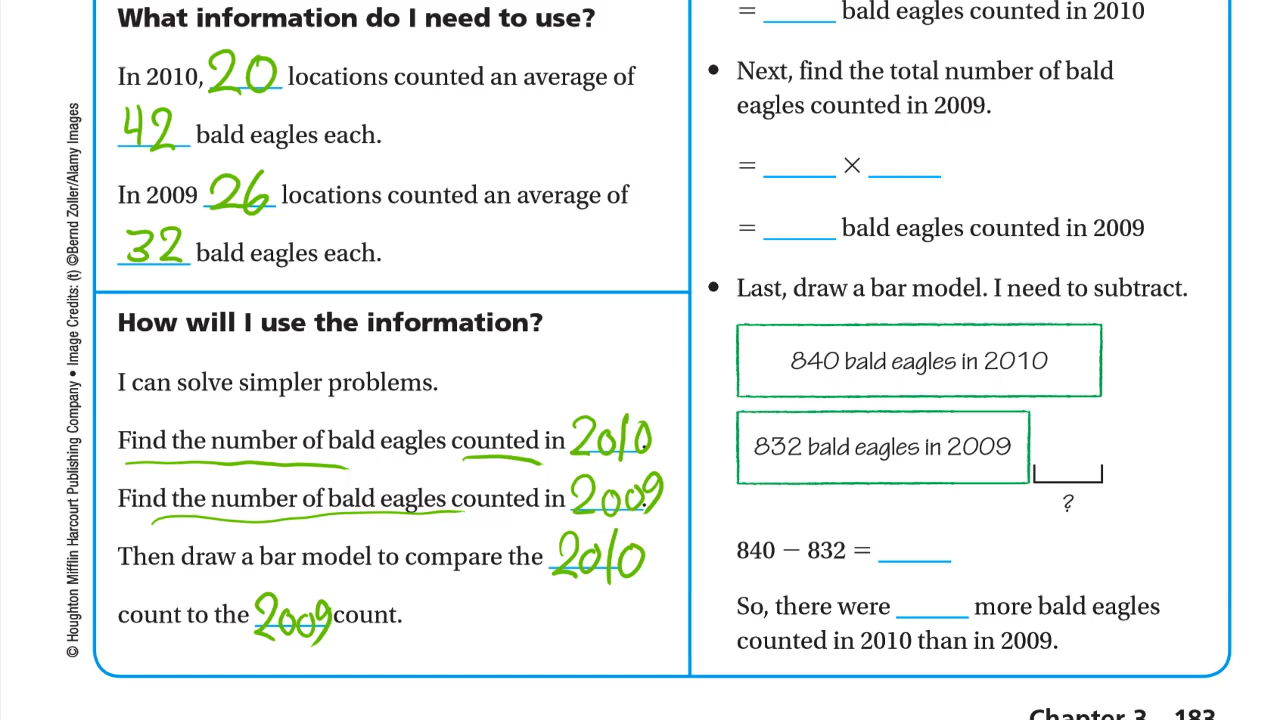 What information do I need to use?
In 2010, 20 locations counted an average of
42 bald eagles each.
In 2009 26 locations counted an average of
32 bald eagles each.
How will I use the information?
I can solve simpler problems.
Find the number of bald eagles counted in 2010.
Find the number of bald eagles counted in 2009.
Then draw a bar model to compare the 2010
count to the 2009 count.
= ______ bald eagles counted in 2010
• Next, find the total number of bald
eagles counted in 2009.
= ______ × ______
= ______ bald eagles counted in 2009
• Last, draw a bar model. I need to subtract.
840 bald eagles in 2010
832 bald eagles in 2009
?
840 − 832 = ______
So, there were ______ more bald eagles
counted in 2010 than in 2009.
© Houghton Mifflin Harcourt Publishing Company • Image Credits: (t) ©Bernd Zoller/Alamy Images
Chapter 3 183